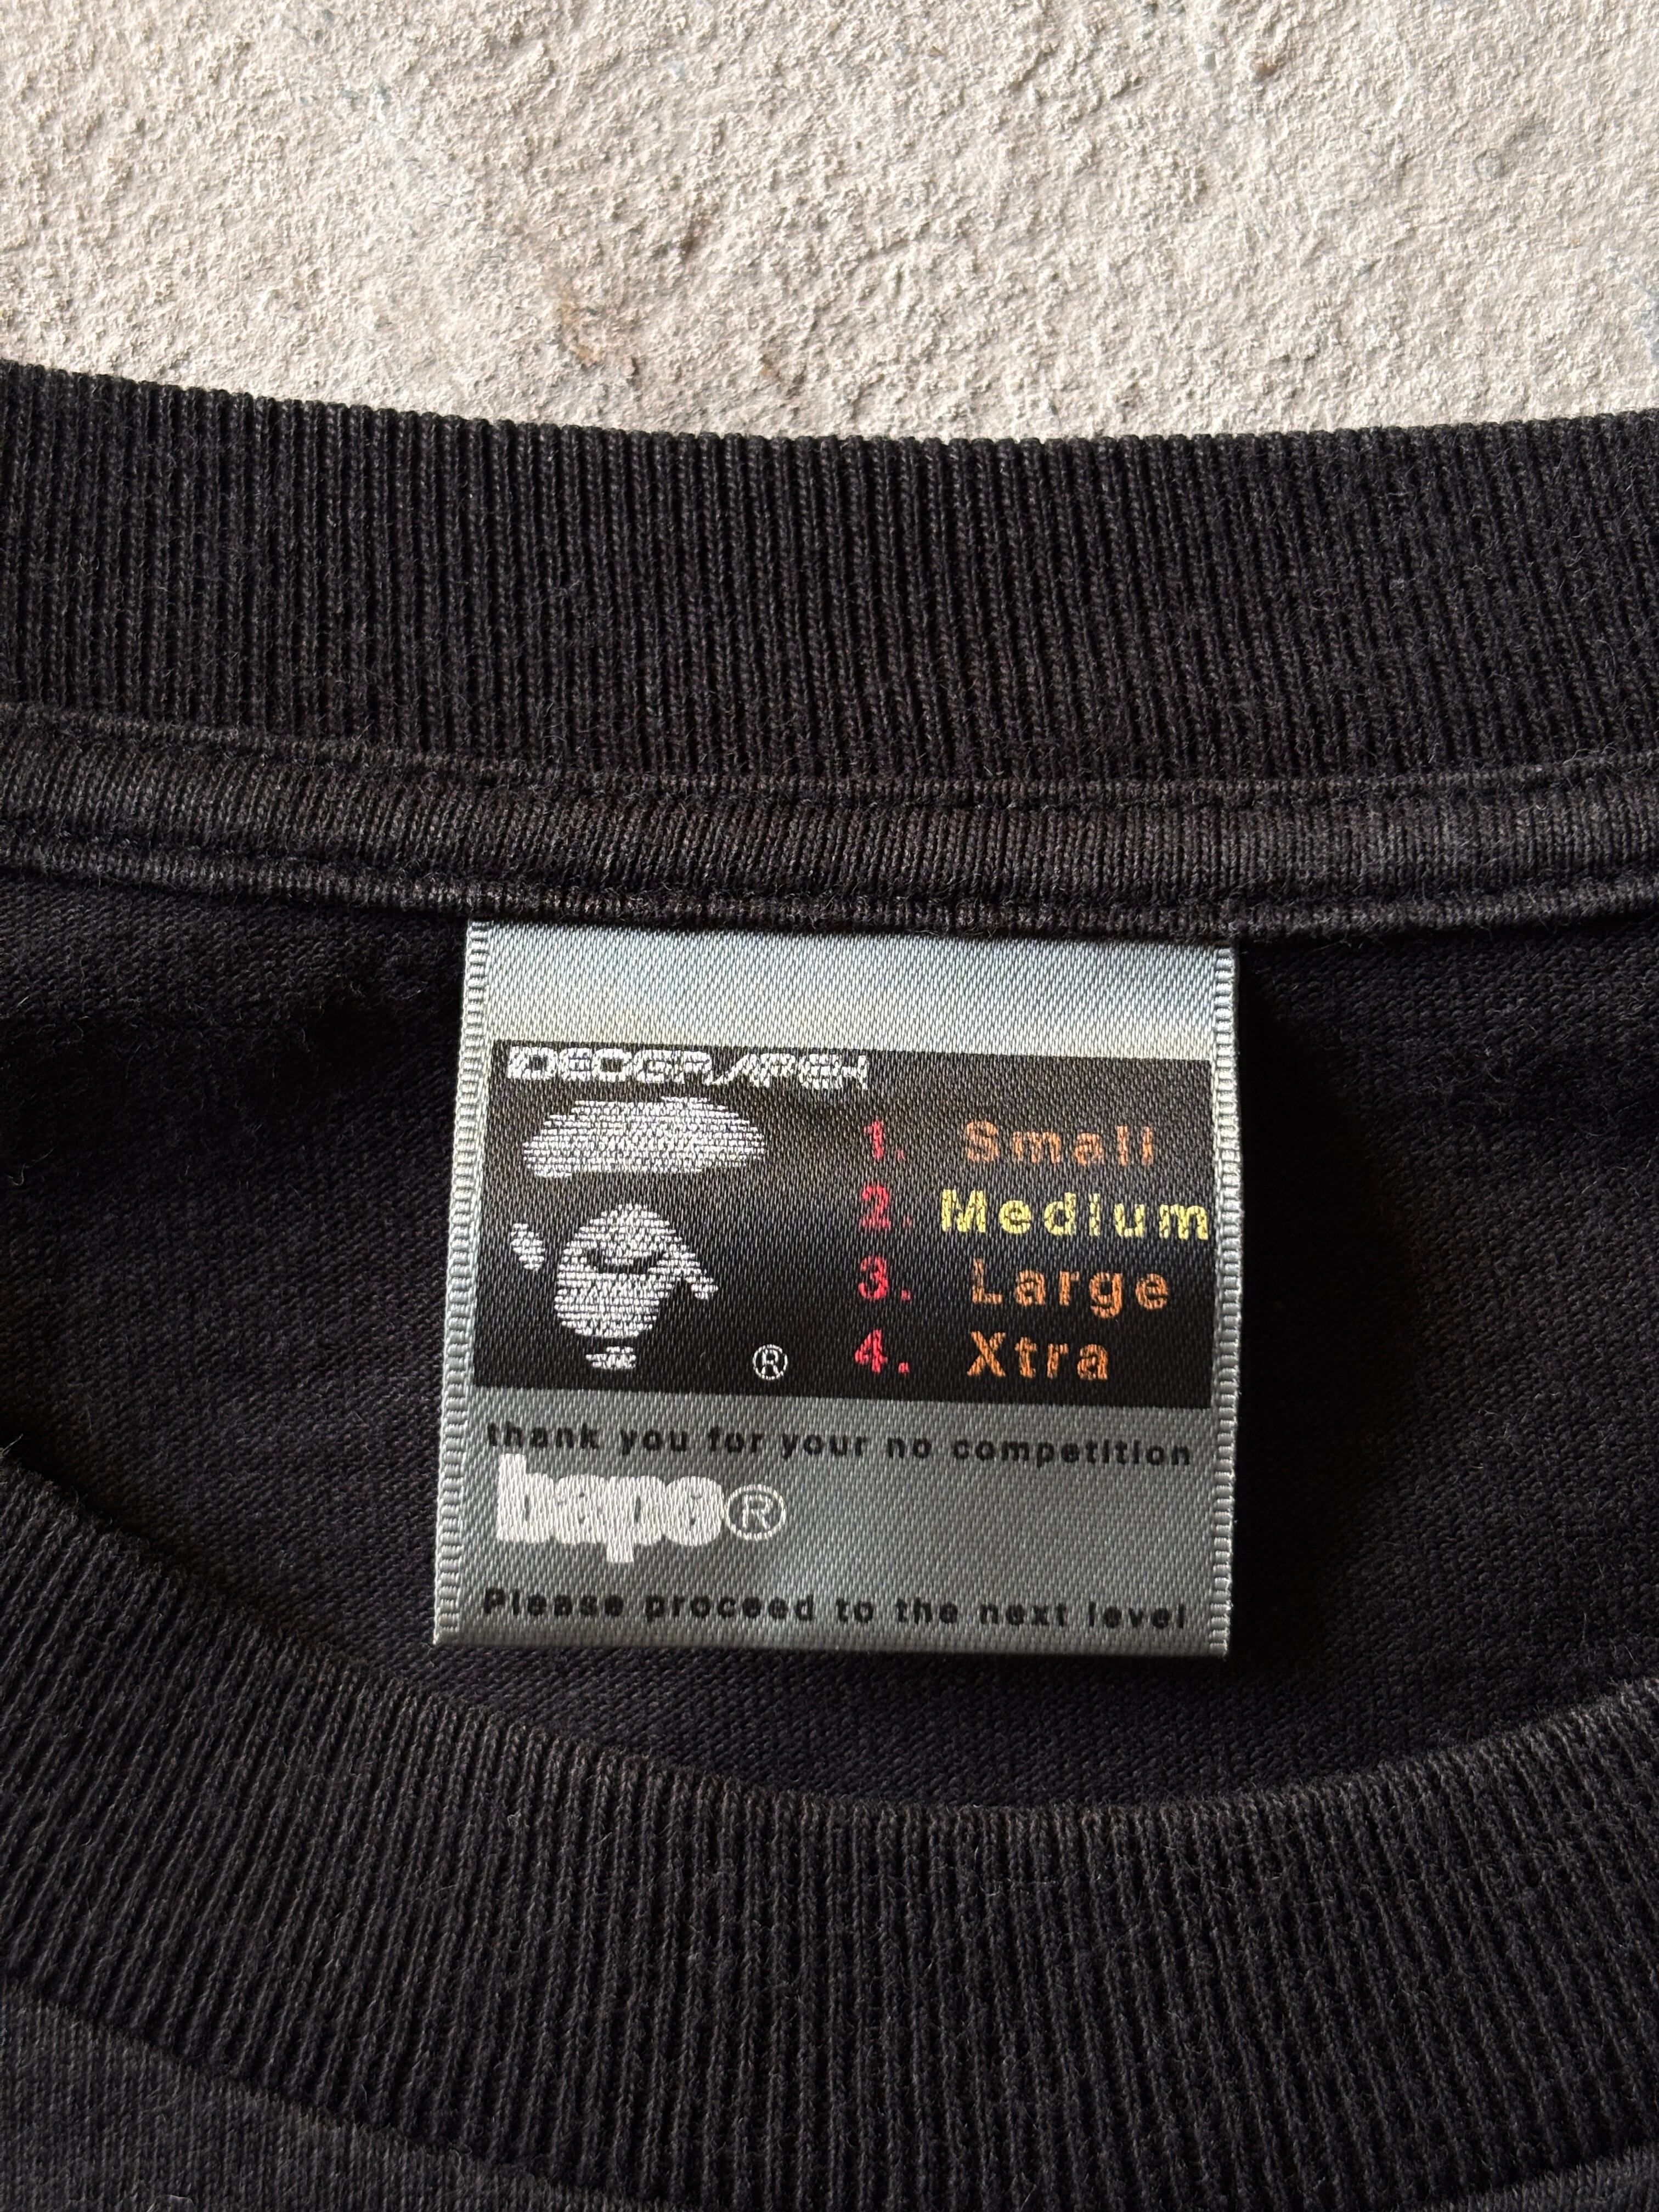 IDEOGRAPEH
®
1. Small
2. Medium
3. Large
4. Xtra
thank you for your no competition
bape®
Please proceed to the next level